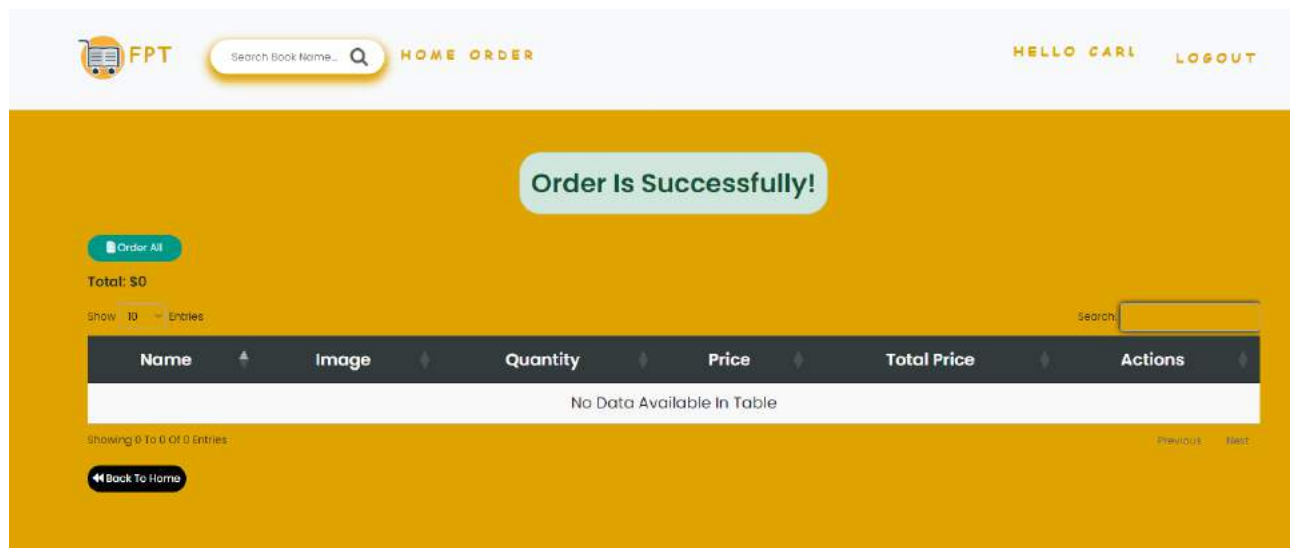 FPT
Search Book Name...
HOME ORDER
HELLO CARL
LOGOUT
Order Is Successfully!
Order All
Total: $0
Show 10 Entries
Search:
Name Image Quantity Price Total Price Actions
No Data Available In Table
Showing 0 To 0 Of 0 Entries
Previous Next
Back To Home